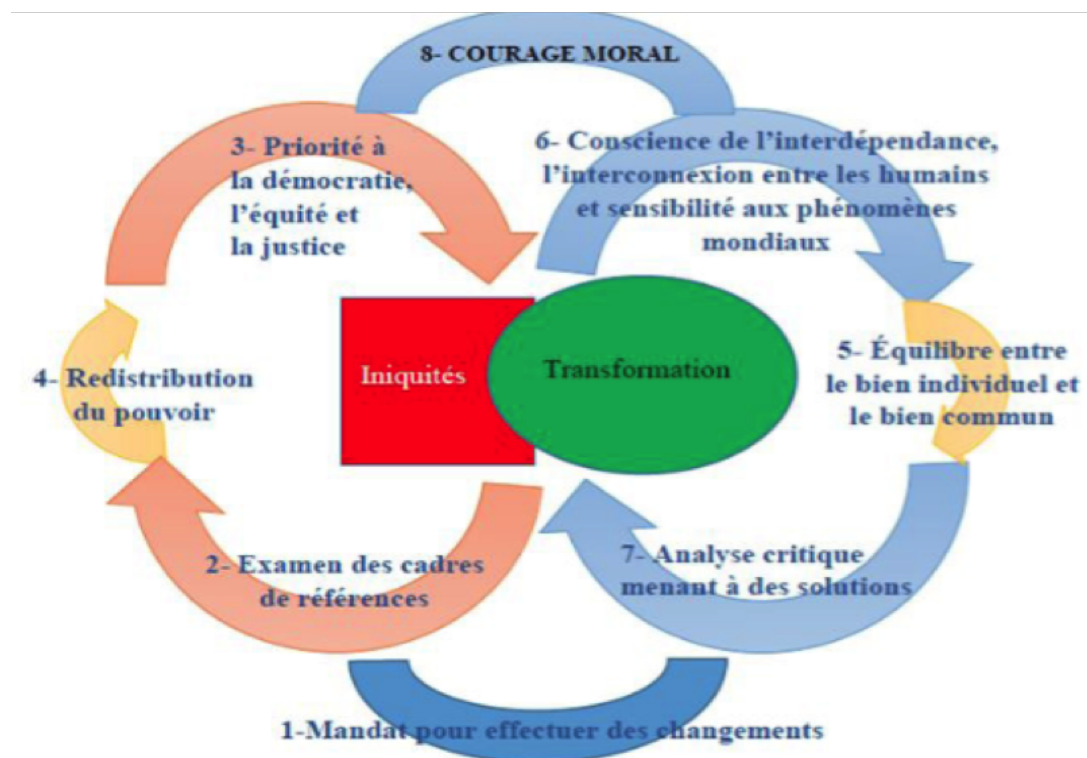 8- COURAGE MORAL
3- Priorité à
la démocratie,
l'équité et
la justice
6- Conscience de l'interdépendance,
l'interconnexion entre les humains
et sensibilité aux phénomènes
mondiaux
4- Redistribution
du pouvoir
Iniquités
Transformation
5- Équilibre entre
le bien individuel et
le bien commun
2- Examen des cadres
de références
7- Analyse critique
menant à des solutions
1-Mandat pour effectuer des changements